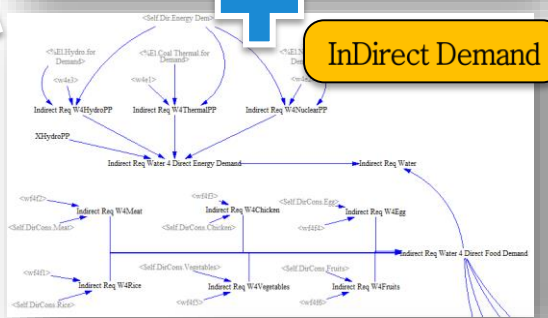 <Self.Dir.Energy Dem>
InDirect Demand
<%El.Hydro for
Demand>
<%El.Coal Thermal for
Demand>
<w4e3>
<w4e1>
Indirect Req W4HydroPP
Indirect Req W4ThermalPP
Indirect Req W4NuclearPP
XHydroPP
Indirect Req Water 4 Direct Energy Demand
Indirect Req Water
<wf4f2>
Indirect Req W4Meat
<Self.DirCons.Meat>
<wf4f3>
Indirect Req W4Chicken
<Self.DirCons.Chicken>
<Self.DirCons.Egg>
Indirect Req W4Egg
<wf4f4>
Indirect Req Water 4 Direct Food Demand
<wf4f1>
Indirect Req W4Rice
<Self.DirCons.Rice>
<Self.DirCons.Vegetables>
Indirect Req W4Vegetables
<wf4f5>
<Self.DirCons.Fruits>
Indirect Req W4Fruits
<wf4f6>